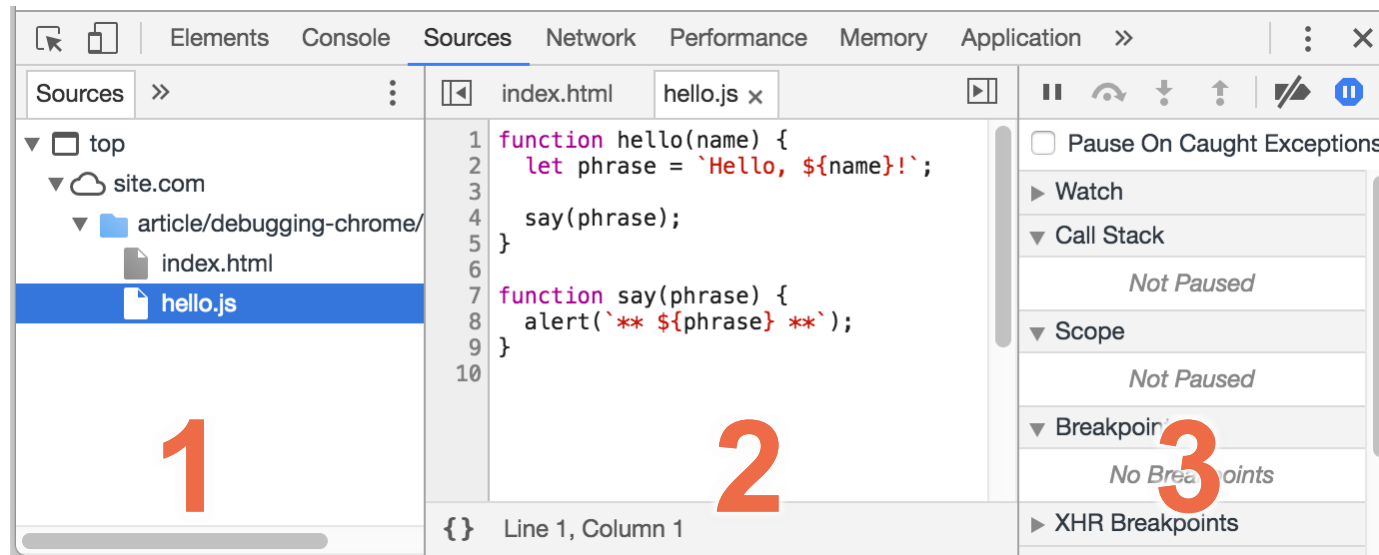 Elements Console Sources Network Performance Memory Application »
Sources »
top
site.com
article/debugging-chrome/
index.html
hello.js
1
index.html hello.js ×
1 function hello(name) {
2   let phrase = `Hello, ${name}!`;
3
4   say(phrase);
5 }
6
7 function say(phrase) {
8   alert(`** ${phrase} **`);
9 }
10
2
{} Line 1, Column 1
Pause On Caught Exceptions
Watch
Call Stack
Not Paused
Scope
Not Paused
Breakpoin
No Breakpoints
3
XHR Breakpoints